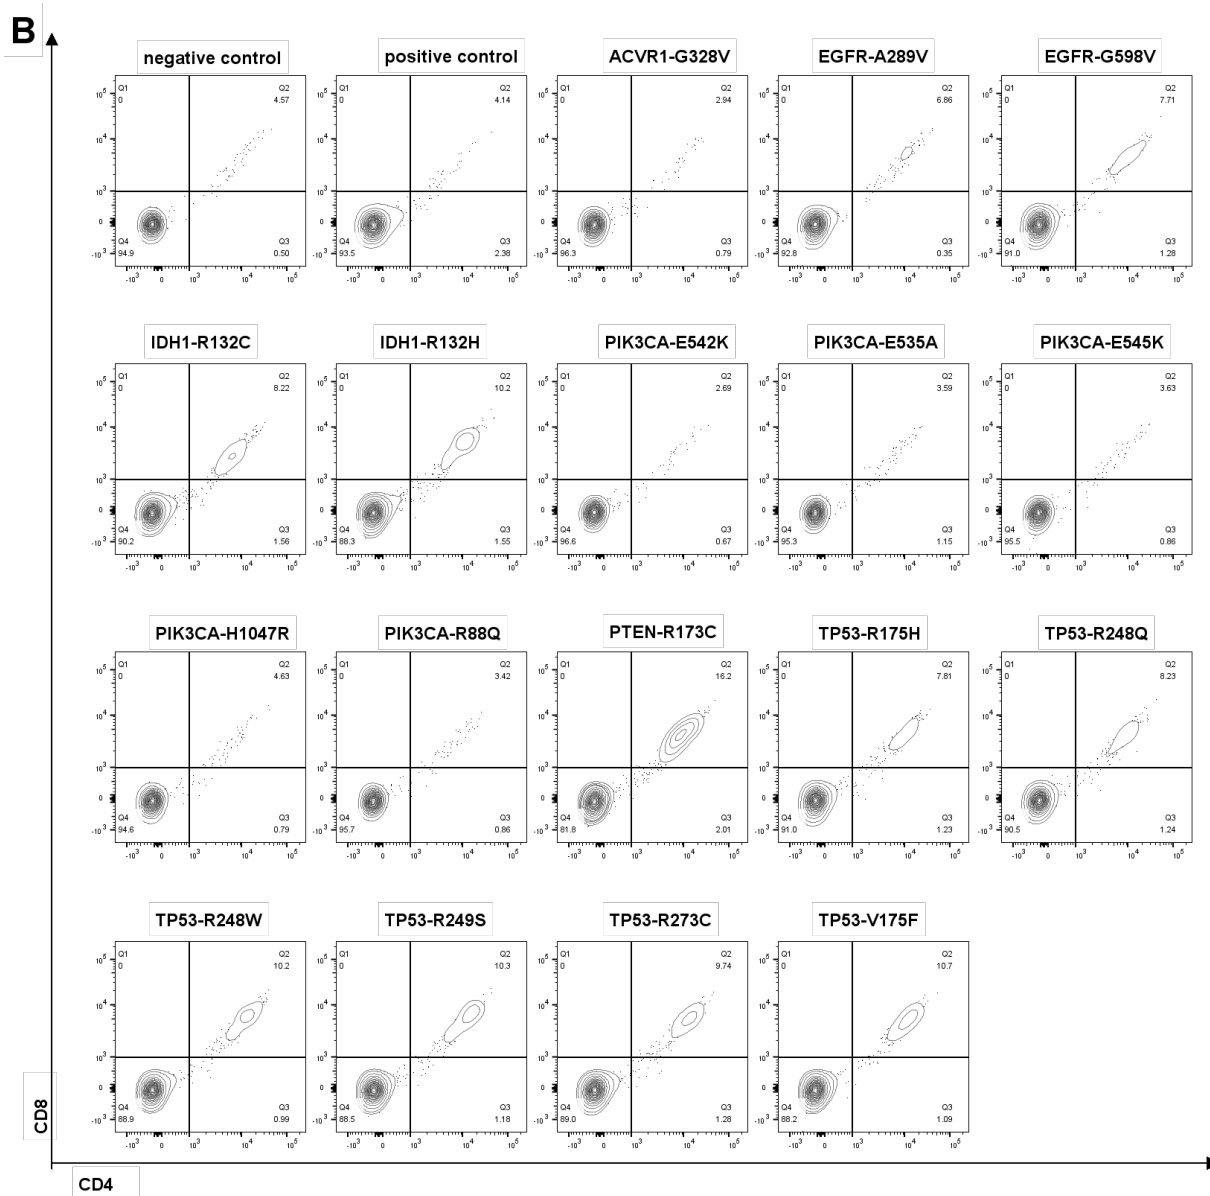 B
negative control
positive control
ACVR1-G328V
EGFR-A289V
EGFR-G598V
Q1
0
Q2
4.57
Q4
94.9
Q3
0.50
Q1
0
Q2
4.14
Q4
93.5
Q3
2.38
Q1
0
Q2
2.94
Q4
96.3
Q3
0.79
Q1
0
Q2
6.86
Q4
92.8
Q3
0.35
Q1
0
Q2
7.71
Q4
91.0
Q3
1.28
IDH1-R132C
IDH1-R132H
PIK3CA-E542K
PIK3CA-E535A
PIK3CA-E545K
Q1
0
Q2
8.22
Q4
90.2
Q3
1.56
Q1
0
Q2
10.2
Q4
88.3
Q3
1.55
Q1
0
Q2
2.69
Q4
96.6
Q3
0.67
Q1
0
Q2
3.59
Q4
95.3
Q3
1.15
Q1
0
Q2
3.63
Q4
95.5
Q3
0.86
PIK3CA-H1047R
PIK3CA-R88Q
PTEN-R173C
TP53-R175H
TP53-R248Q
Q1
0
Q2
4.63
Q4
94.6
Q3
0.79
Q1
0
Q2
3.42
Q4
95.7
Q3
0.86
Q1
0
Q2
16.2
Q4
81.8
Q3
2.01
Q1
0
Q2
7.81
Q4
91.0
Q3
1.23
Q1
0
Q2
8.23
Q4
90.5
Q3
1.24
TP53-R248W
TP53-R249S
TP53-R273C
TP53-V175F
Q1
0
Q2
10.2
Q4
88.9
Q3
0.99
Q1
0
Q2
10.3
Q4
88.5
Q3
1.18
Q1
0
Q2
9.74
Q4
89.0
Q3
1.28
Q1
0
Q2
10.7
Q4
88.2
Q3
1.09
CD8
CD4